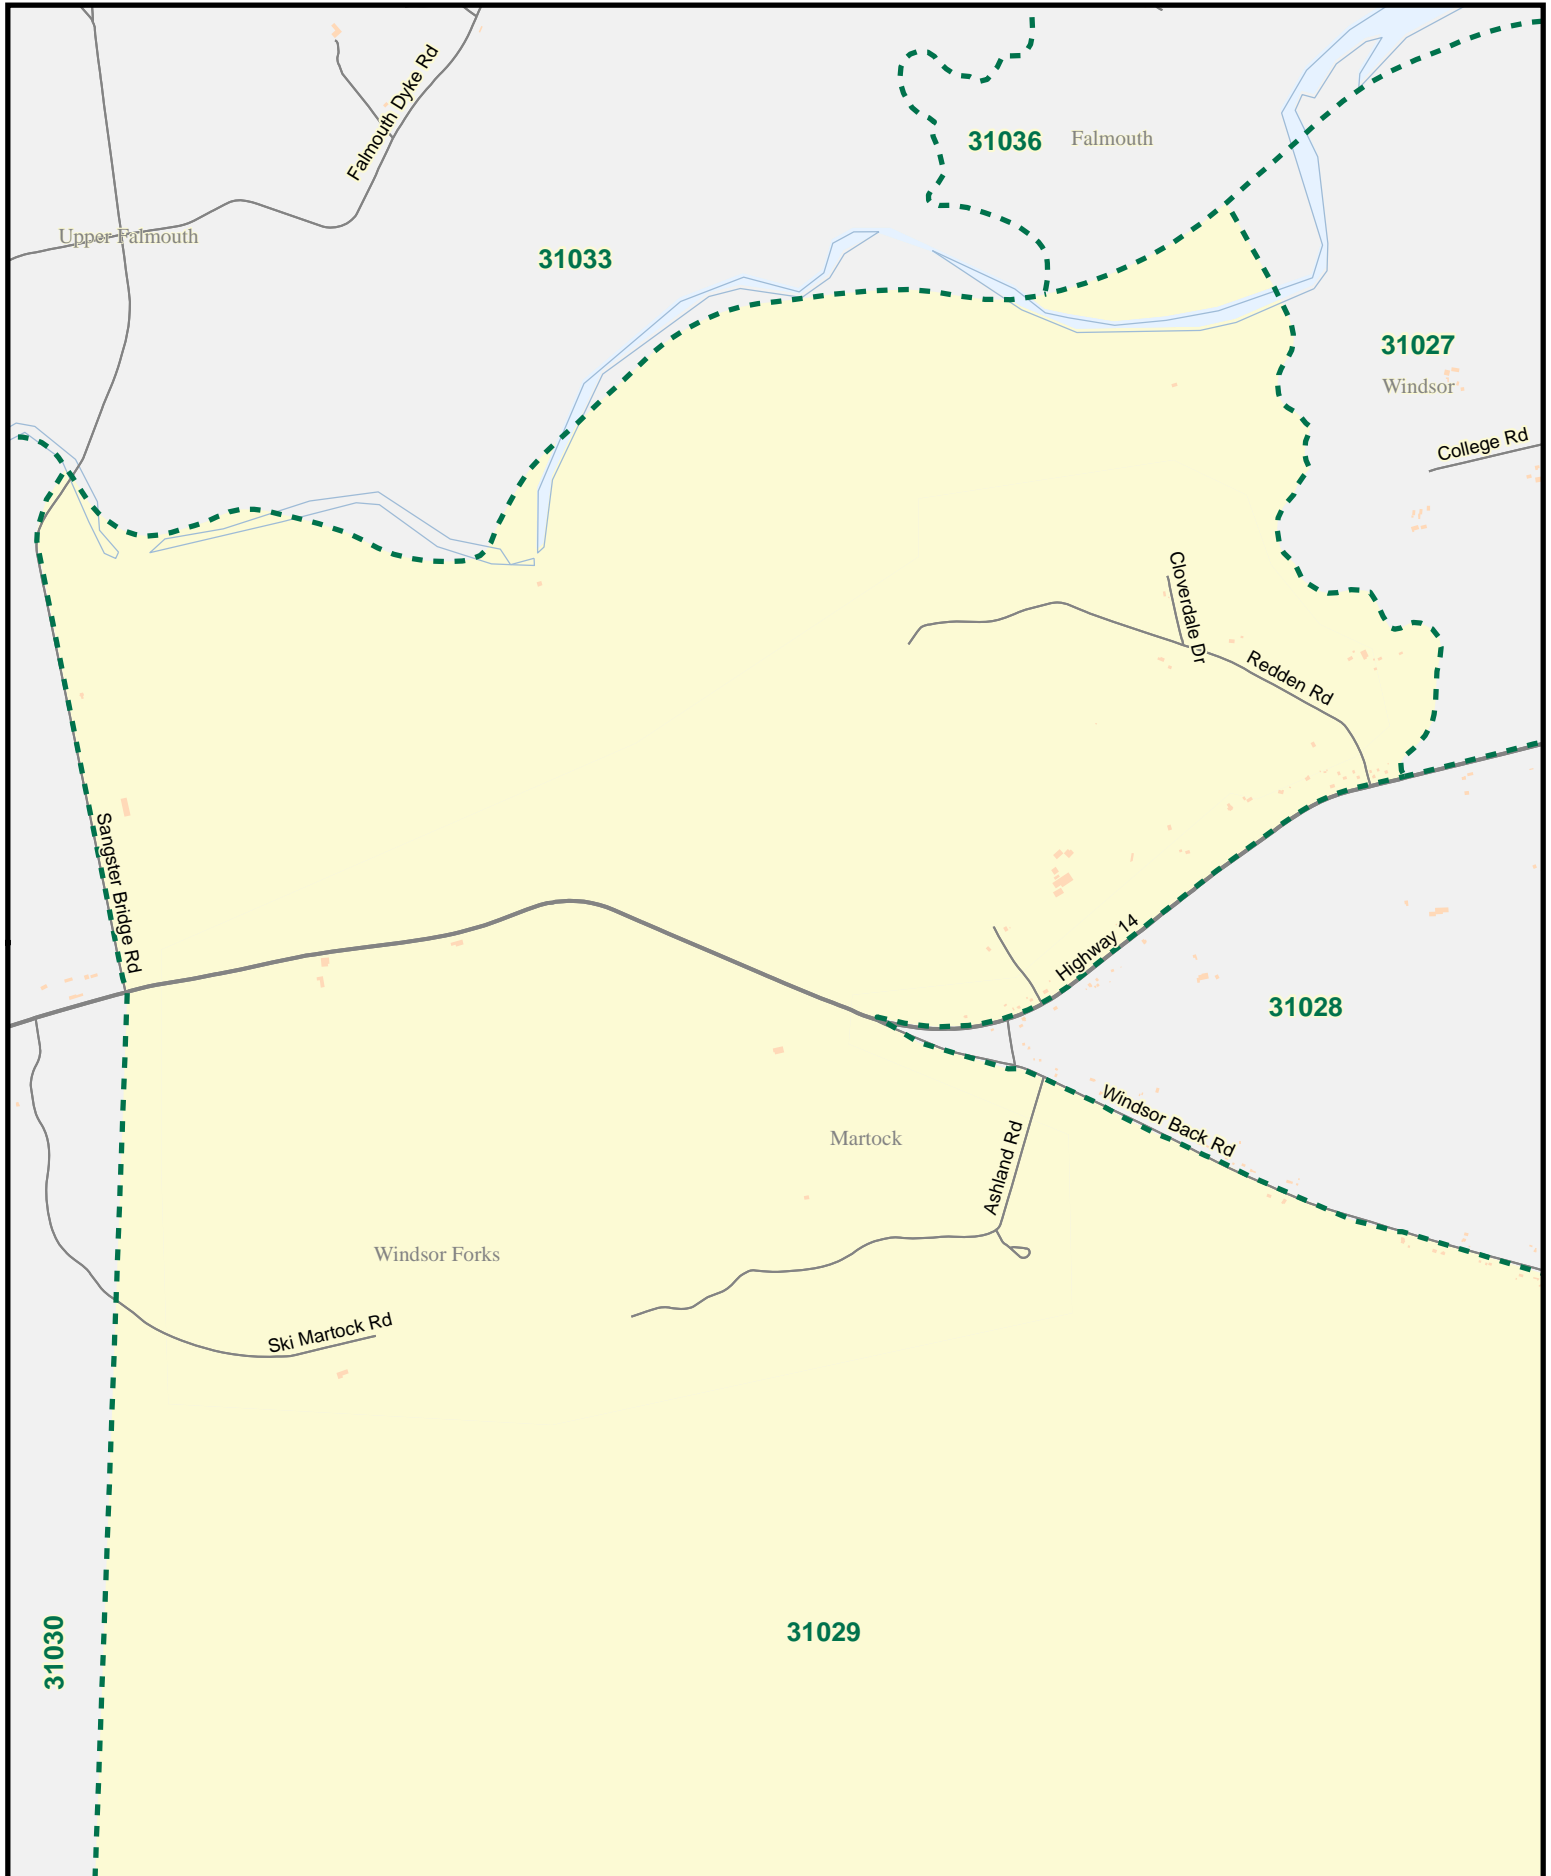 Falmouth Dyke Rd
31036
Falmouth
Upper Falmouth
31033
31027
Windsor
College Rd
Cloverdale Dr
Redden Rd
Sangster Bridge Rd
Highway 14
31028
Windsor Back Rd
Martock
Ashland Rd
Windsor Forks
Ski Martock Rd
31030
31029